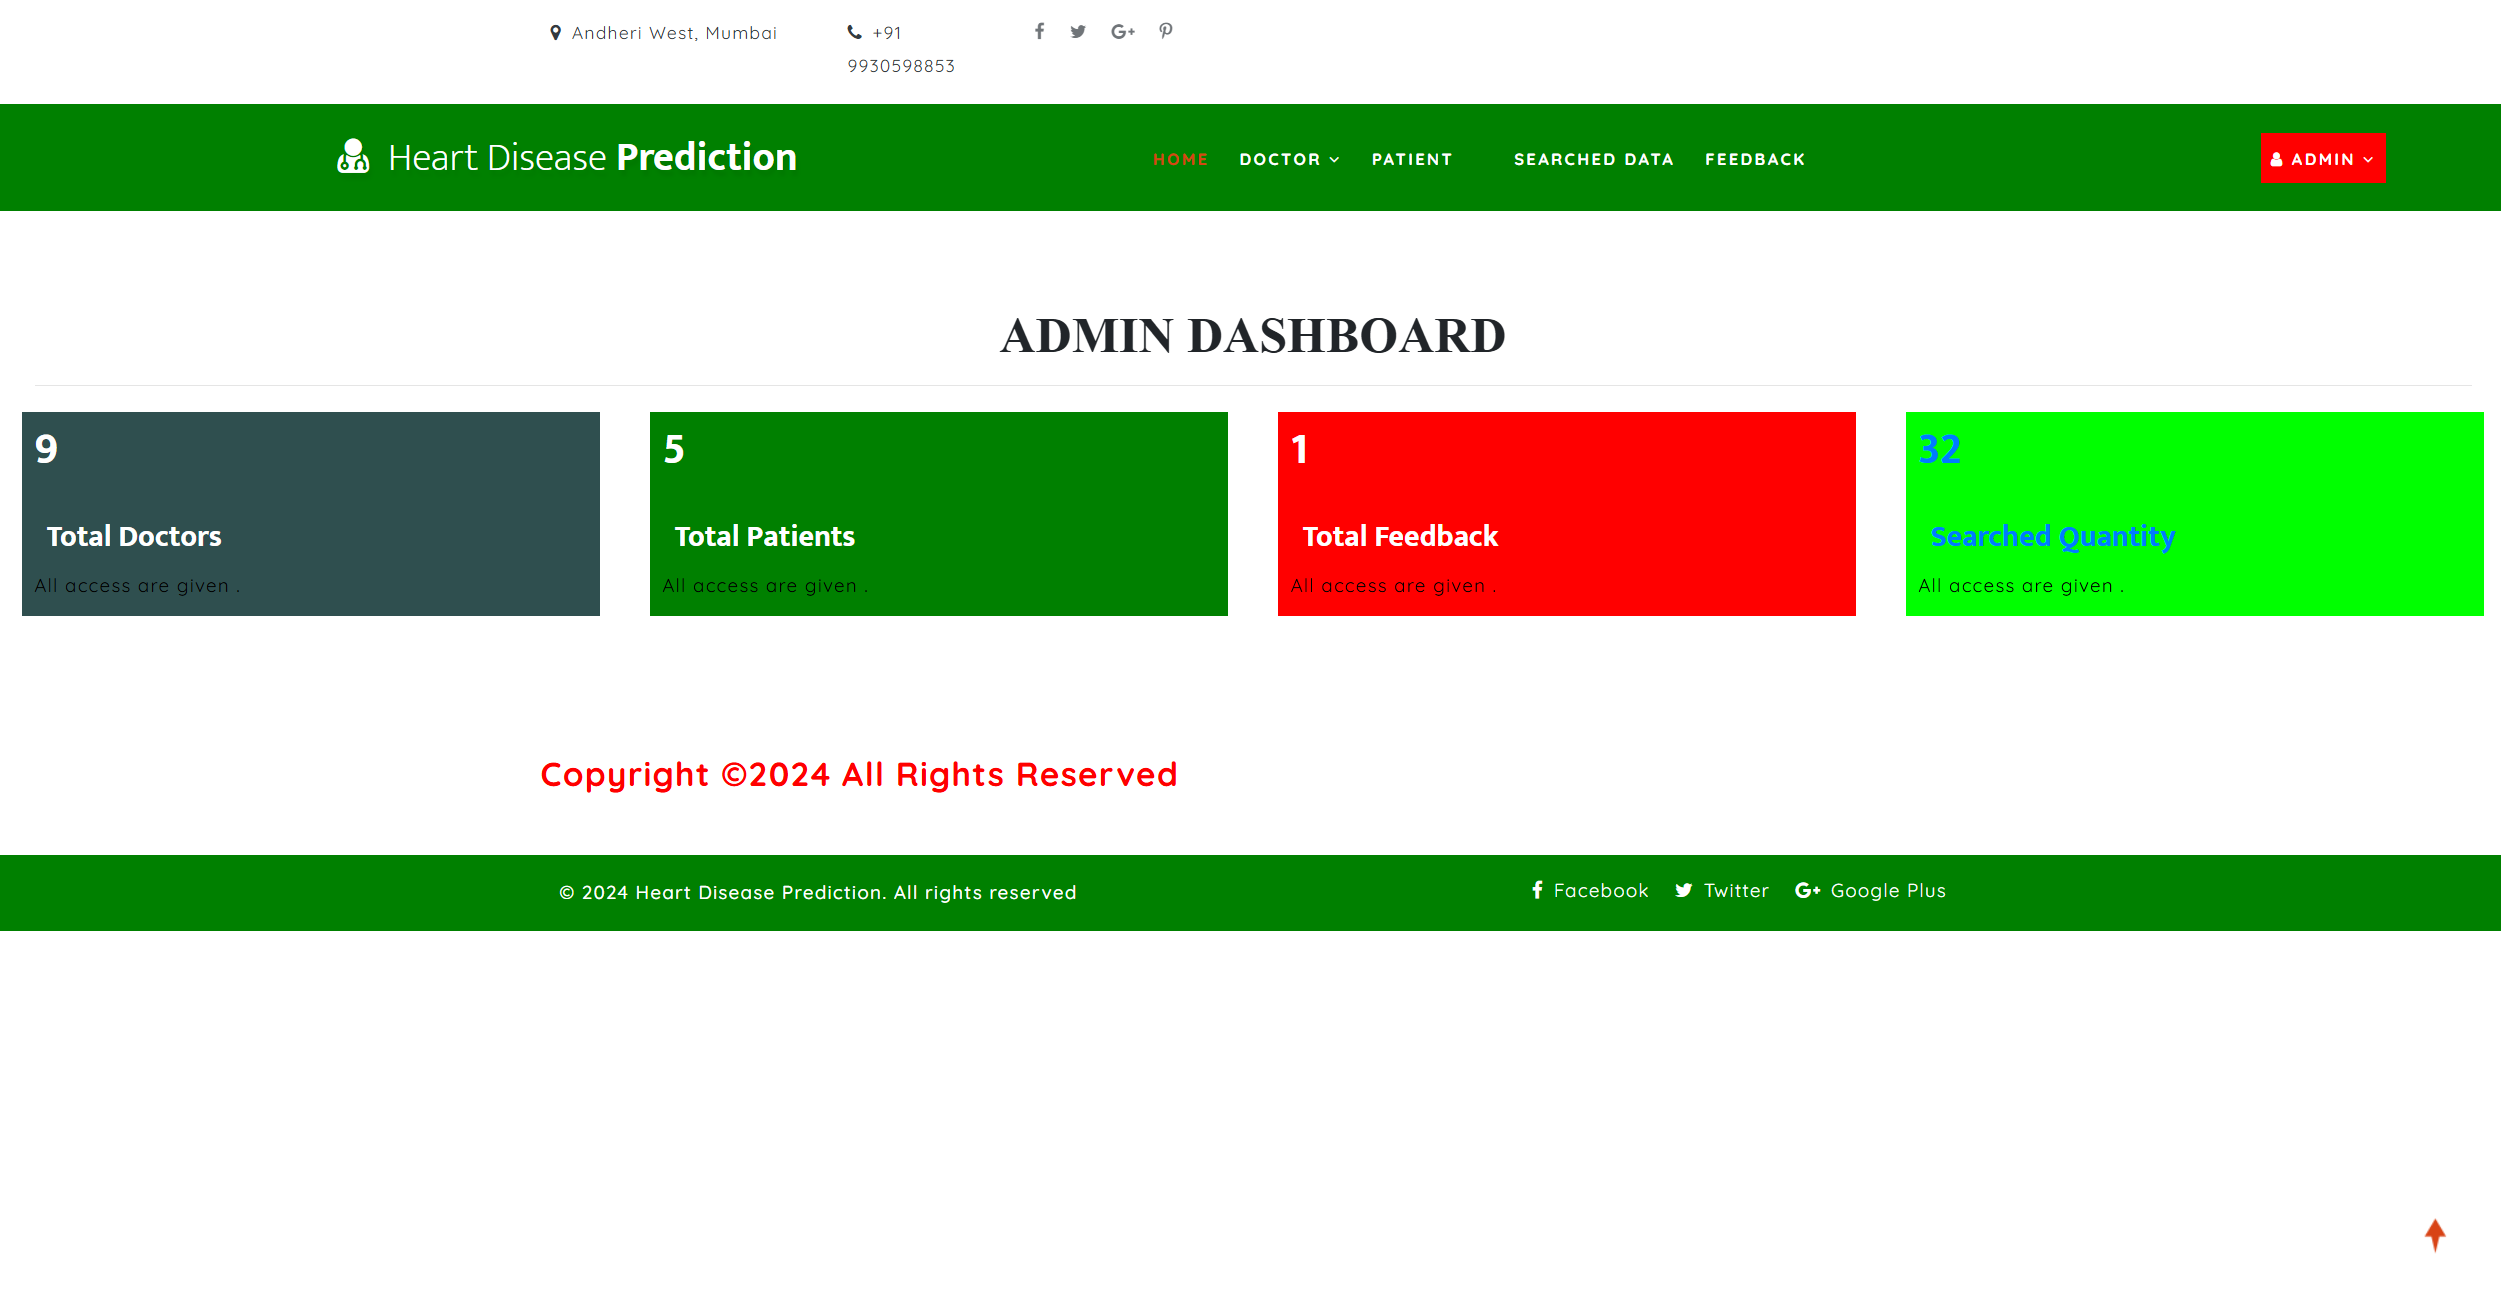 Andheri West, Mumbai
+91
9930598853
Heart Disease Prediction
HOME
DOCTOR
PATIENT
SEARCHED DATA
FEEDBACK
ADMIN
ADMIN DASHBOARD
9
Total Doctors
All access are given .
5
Total Patients
All access are given .
1
Total Feedback
All access are given .
32
Searched Quantity
All access are given .
Copyright ©2024 All Rights Reserved
© 2024 Heart Disease Prediction. All rights reserved
Facebook
Twitter
Google Plus